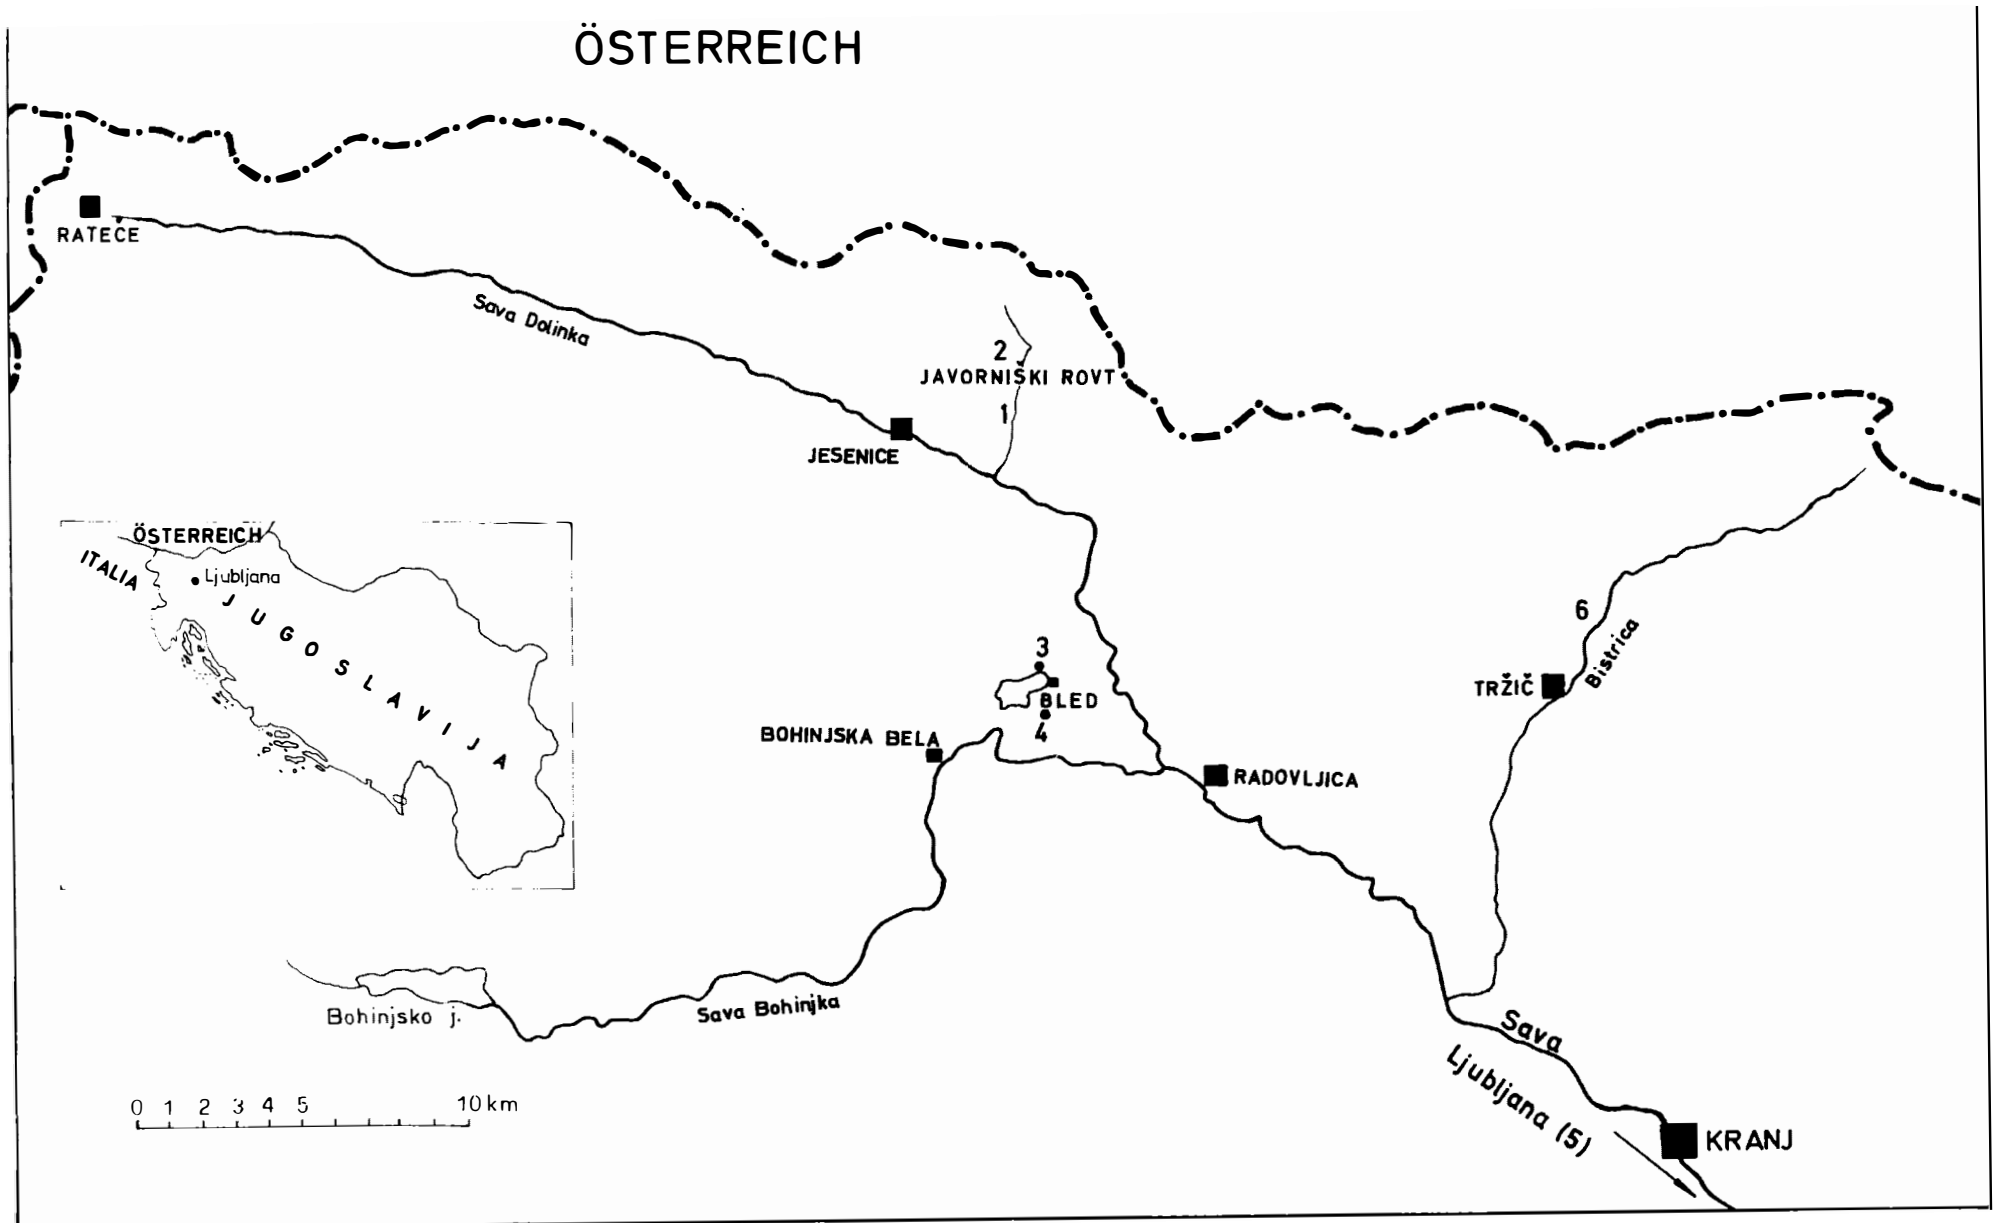 ÖSTERREICH
RATEČE
Sava Dolinka
2
JAVORNIŠKI ROVT
1
JESENICE
ÖSTERREICH
ITALIA
Ljubljana
JUGOSLAVIJA
6
Bistrica
TRŽIČ
3
BLED
4
BOHINJSKA BELA
RADOVLJICA
Bohinjsko j.
Sava Bohinjka
Sava
Ljubljana (5)
KRANJ
0 1 2 3 4 5 10 km